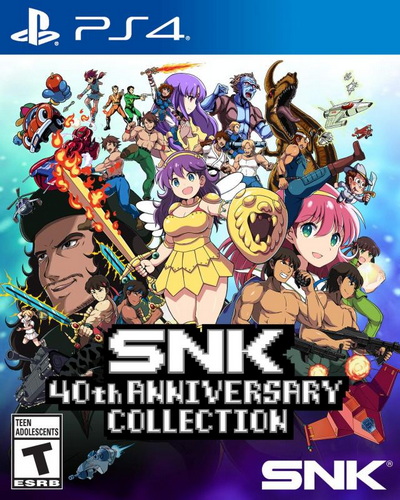 PS4
SNK
40th ANNIVERSARY
COLLECTION
TEEN
ADOLESCENTS
T
ESRB
SNK